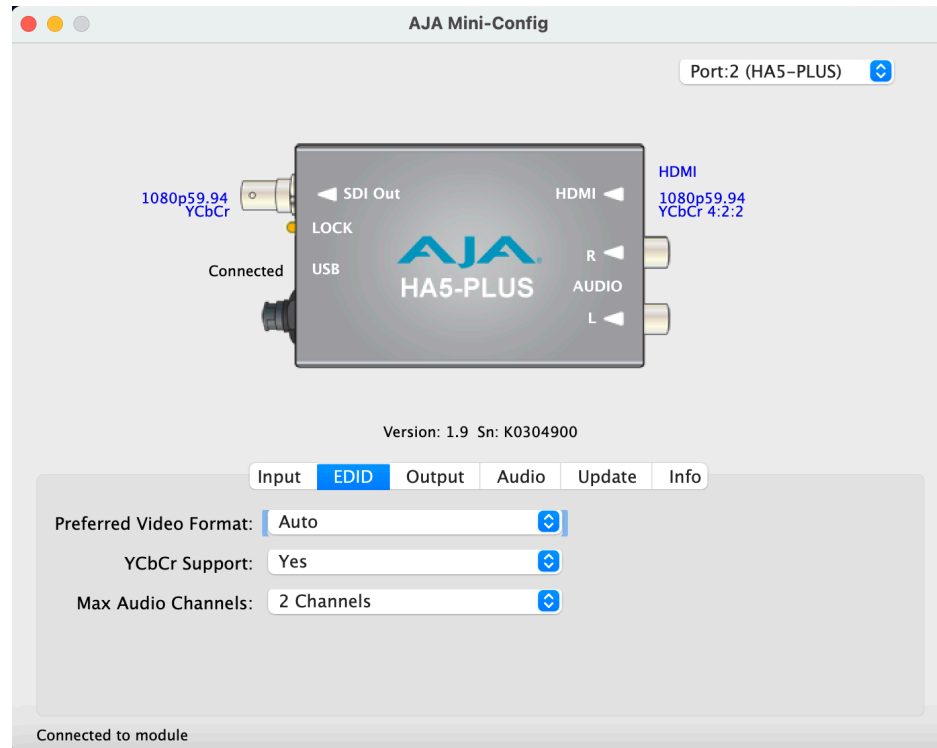 AJA Mini-Config
Port:2 (HA5-PLUS)
HDMI
1080p59.94
YCbCr
SDI Out
HDMI
1080p59.94
YCbCr 4:2:2
LOCK
Connected
USB
AJA
HA5-PLUS
R
AUDIO
L
Version: 1.9 Sn: K0304900
Input EDID Output Audio Update Info
Preferred Video Format: Auto
YCbCr Support: Yes
Max Audio Channels: 2 Channels
Connected to module